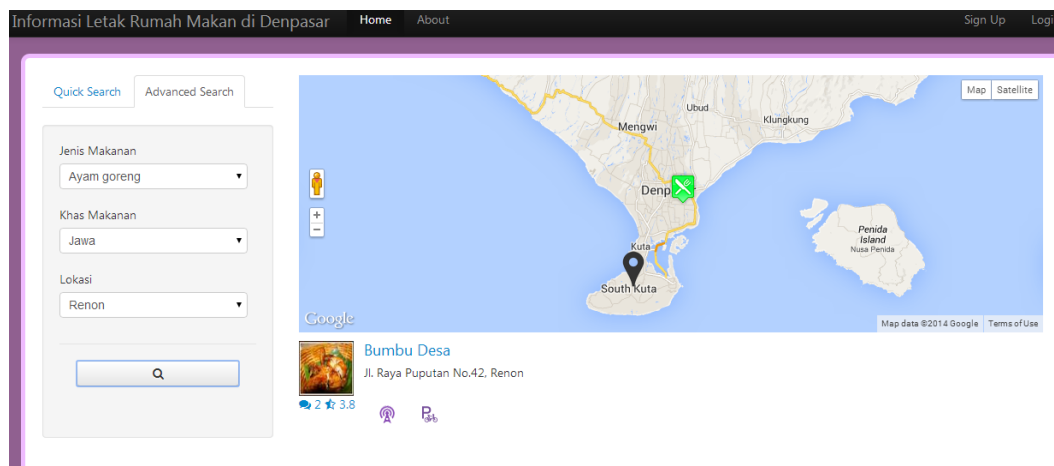 Informasi Letak Rumah Makan di Denpasar Home About Sign Up Logi
Quick Search Advanced Search
Jenis Makanan
Ayam goreng
Khas Makanan
Jawa
Lokasi
Renon
Map Satellite
Ubud
Klungkung
Mengwi
Denp
Penida
Island
Nusa Penida
Kuta
South Kuta
Google
Map data ©2014 Google Terms of Use
Bumbu Desa
Jl. Raya Puputan No.42, Renon
2 3.8
P